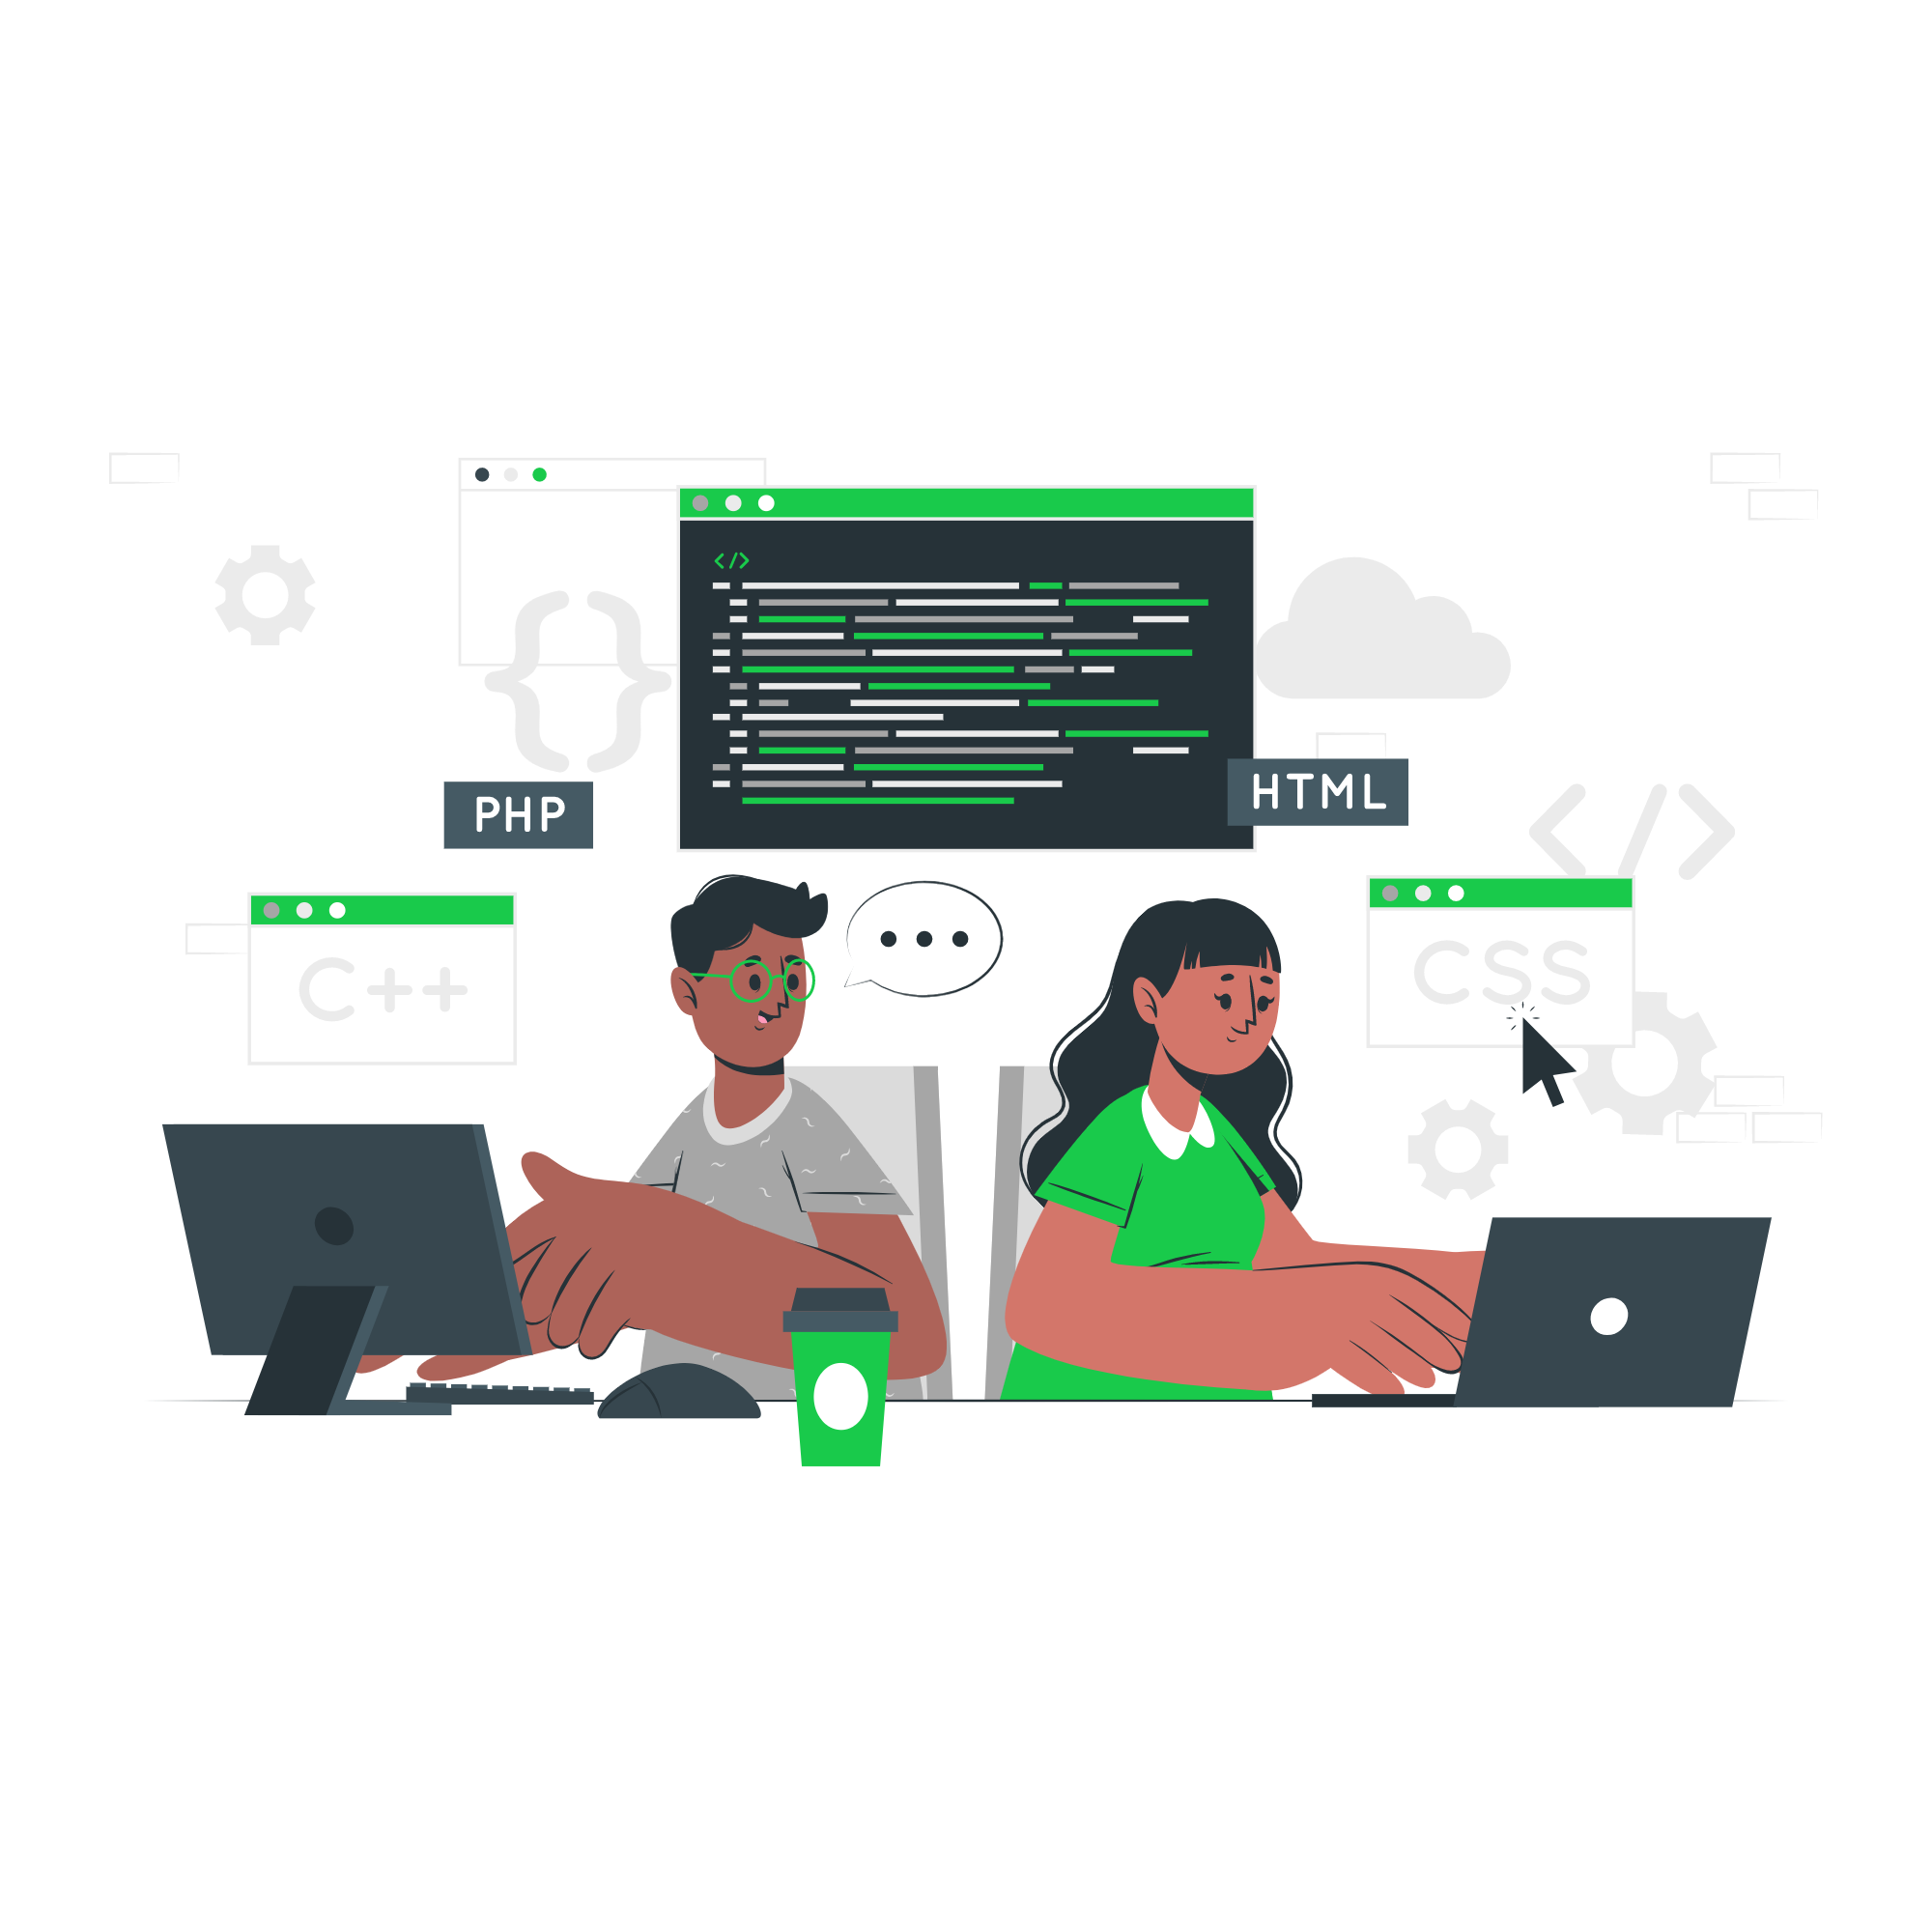 </>
{ }
PHP
HTML
</>
C++
CSS